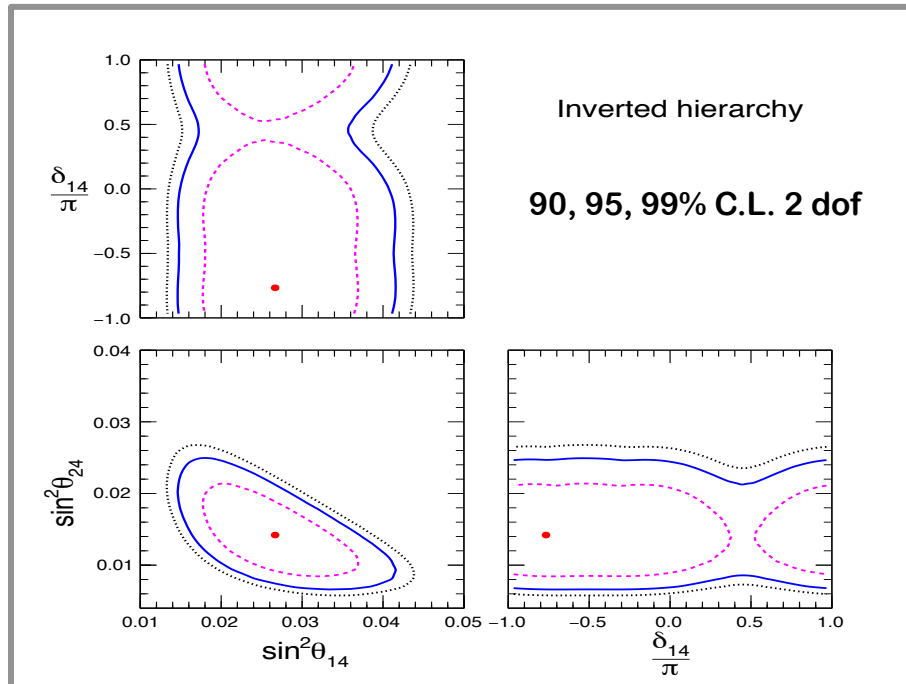 1.0
0.5
0.0
−0.5
−1.0
δ₁₄
π
Inverted hierarchy
90, 95, 99% C.L. 2 dof
0.04
0.03
0.02
0.01
sin²θ₂₄
0.01 0.02 0.03 0.04 0.05
sin²θ₁₄
−1.0 −0.5 0.0 0.5 1.0
δ₁₄
π